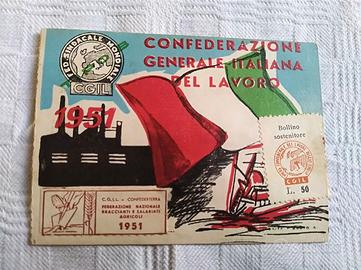 FED. SINDACALE MONDIALE
CGIL
CONFEDERAZIONE
GENERALE ITALIANA
DEL LAVORO
1951
Bollino
sostenitore
CGIL
L. 50
C.G.I.L. - CONFEDERTERRA
FEDERAZIONE NAZIONALE
BRACCIANTI E SALARIATI
AGRICOLI
1951